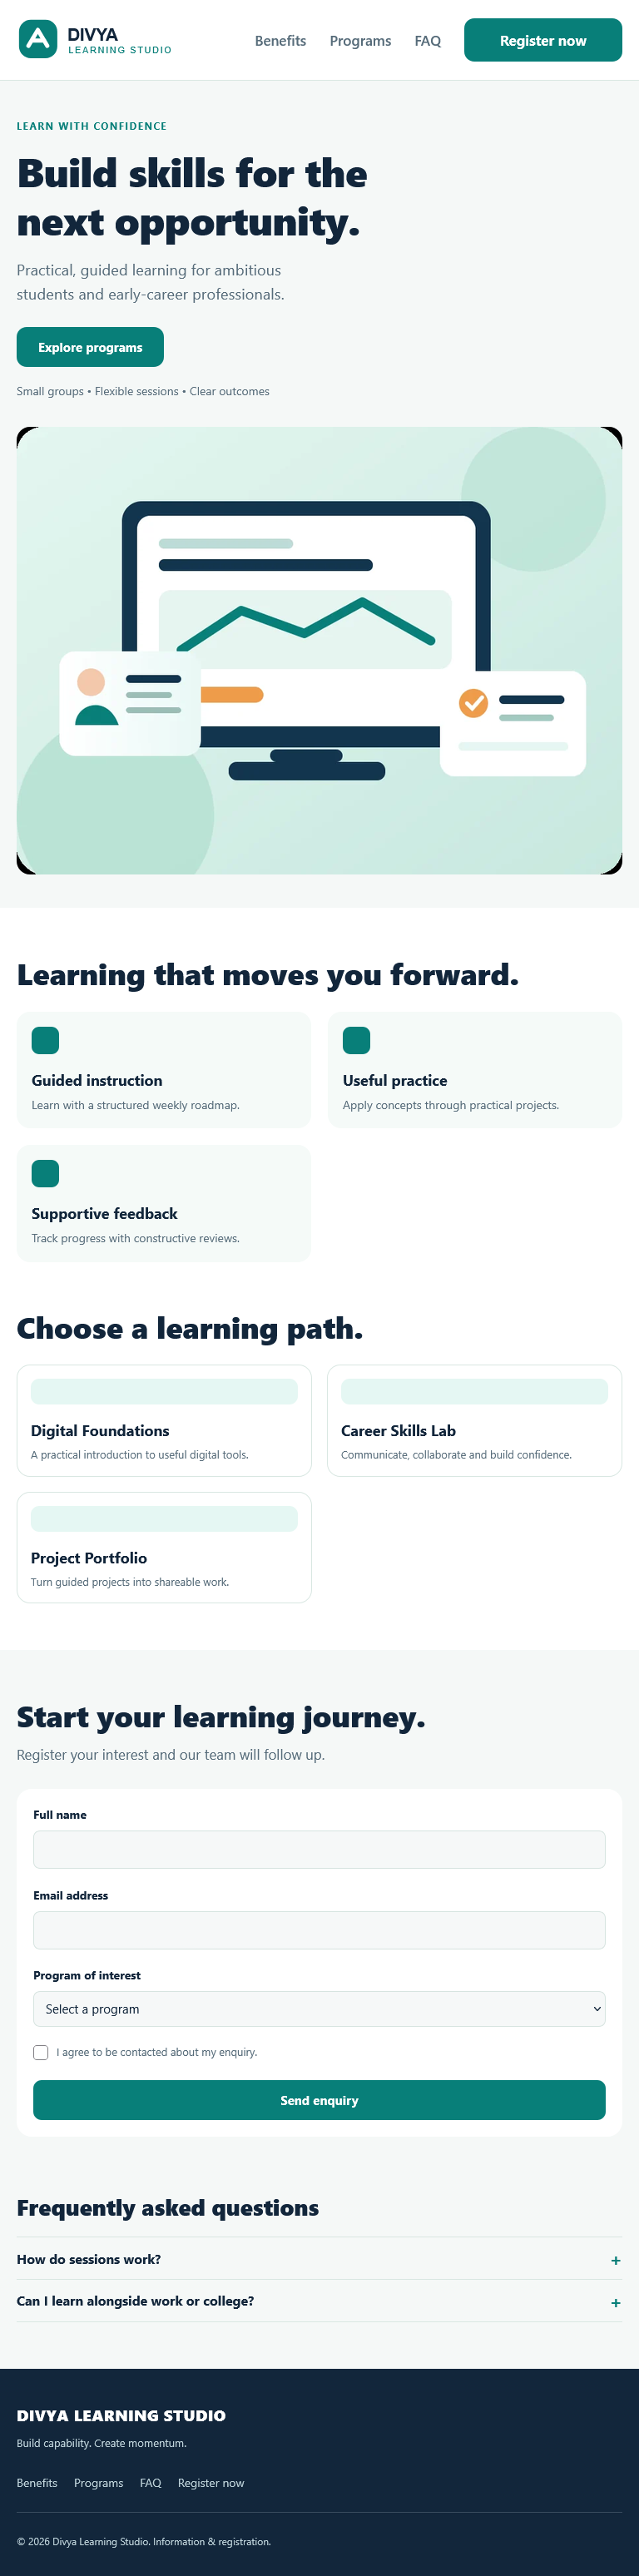 DIVYA
LEARNING STUDIO
Benefits
Programs
FAQ
Register now
LEARN WITH CONFIDENCE
Build skills for the
next opportunity.
Practical, guided learning for ambitious
students and early-career professionals.
Explore programs
Small groups • Flexible sessions • Clear outcomes
Learning that moves you forward.
Guided instruction
Learn with a structured weekly roadmap.
Useful practice
Apply concepts through practical projects.
Supportive feedback
Track progress with constructive reviews.
Choose a learning path.
Digital Foundations
A practical introduction to useful digital tools.
Career Skills Lab
Communicate, collaborate and build confidence.
Project Portfolio
Turn guided projects into shareable work.
Start your learning journey.
Register your interest and our team will follow up.
Full name
Email address
Program of interest
Select a program
I agree to be contacted about my enquiry.
Send enquiry
Frequently asked questions
How do sessions work? +
Can I learn alongside work or college? +
DIVYA LEARNING STUDIO
Build capability. Create momentum.
Benefits Programs FAQ Register now
© 2026 Divya Learning Studio. Information & registration.